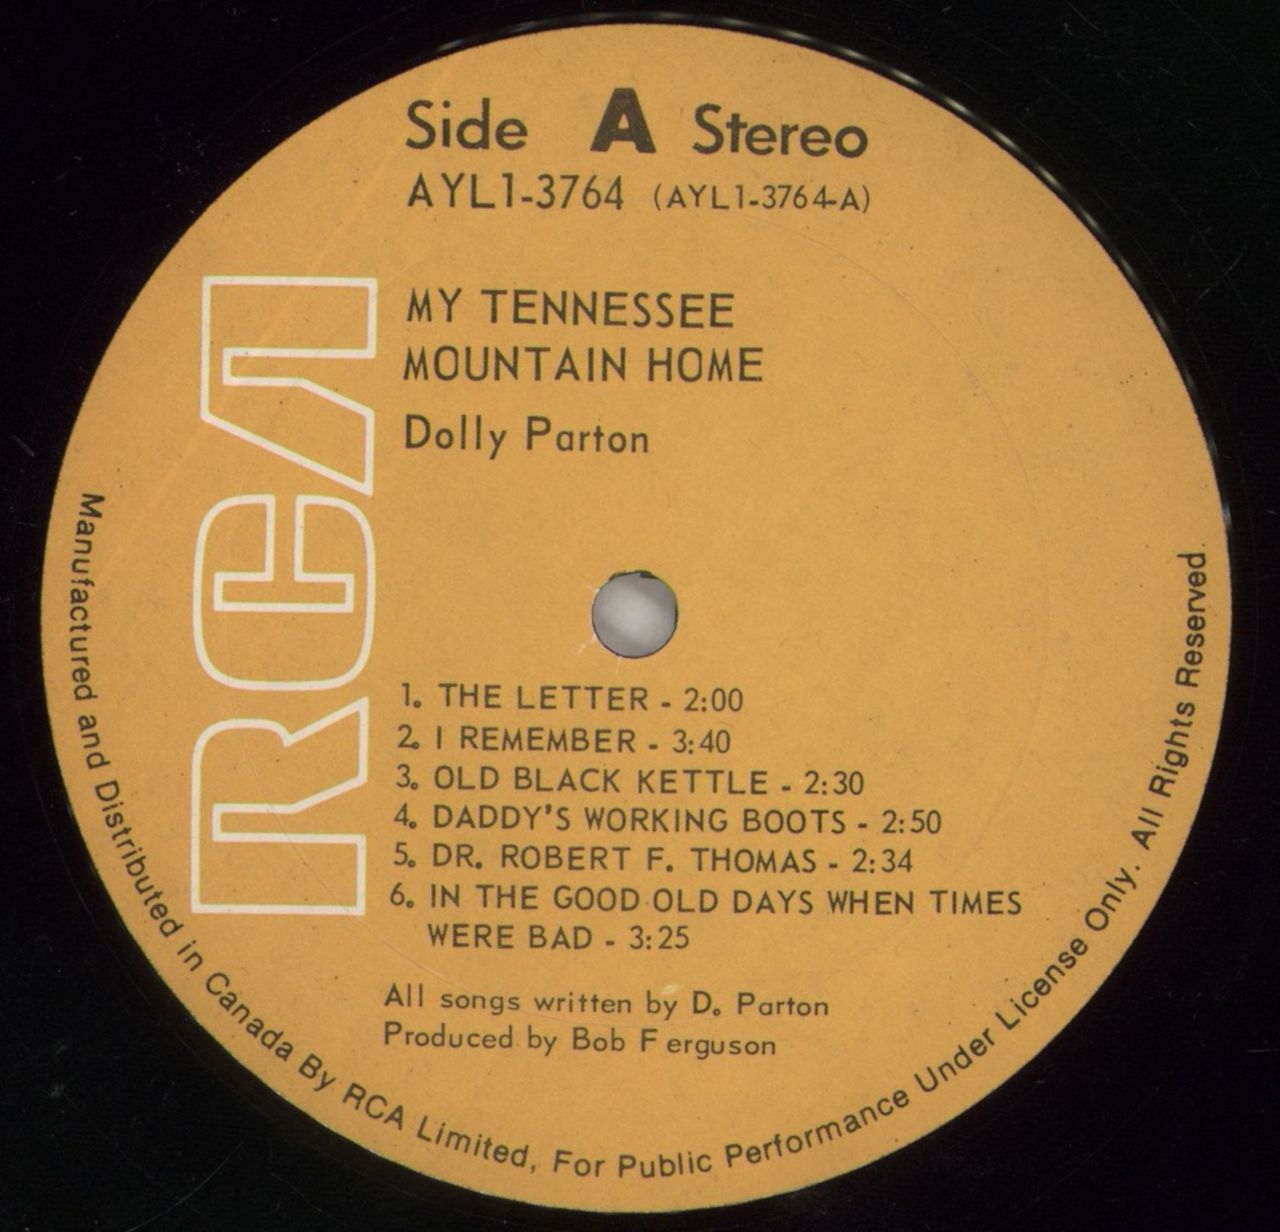 Side A Stereo
AYL1-3764 (AYL1-3764-A)
MY TENNESSEE
MOUNTAIN HOME
Dolly Parton
RCA
1. THE LETTER - 2:00
2. I REMEMBER - 3:40
3. OLD BLACK KETTLE - 2:30
4. DADDY'S WORKING BOOTS - 2:50
5. DR. ROBERT F. THOMAS - 2:34
6. IN THE GOOD OLD DAYS WHEN TIMES
WERE BAD - 3:25
All songs written by D. Parton
Produced by Bob Ferguson
Manufactured and Distributed in Canada By RCA Limited, For Public Performance Under License Only. All Rights Reserved